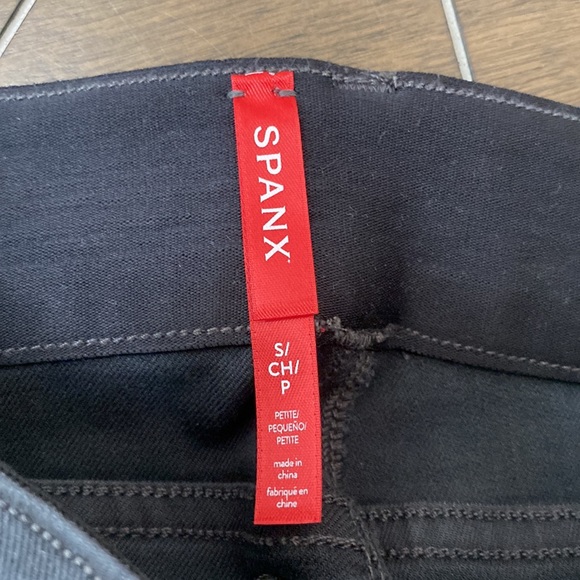 SPANX
S/
CH/
P
PETITE/
PEQUEÑO/
PETITE
made in
china
fabriqué en
chine